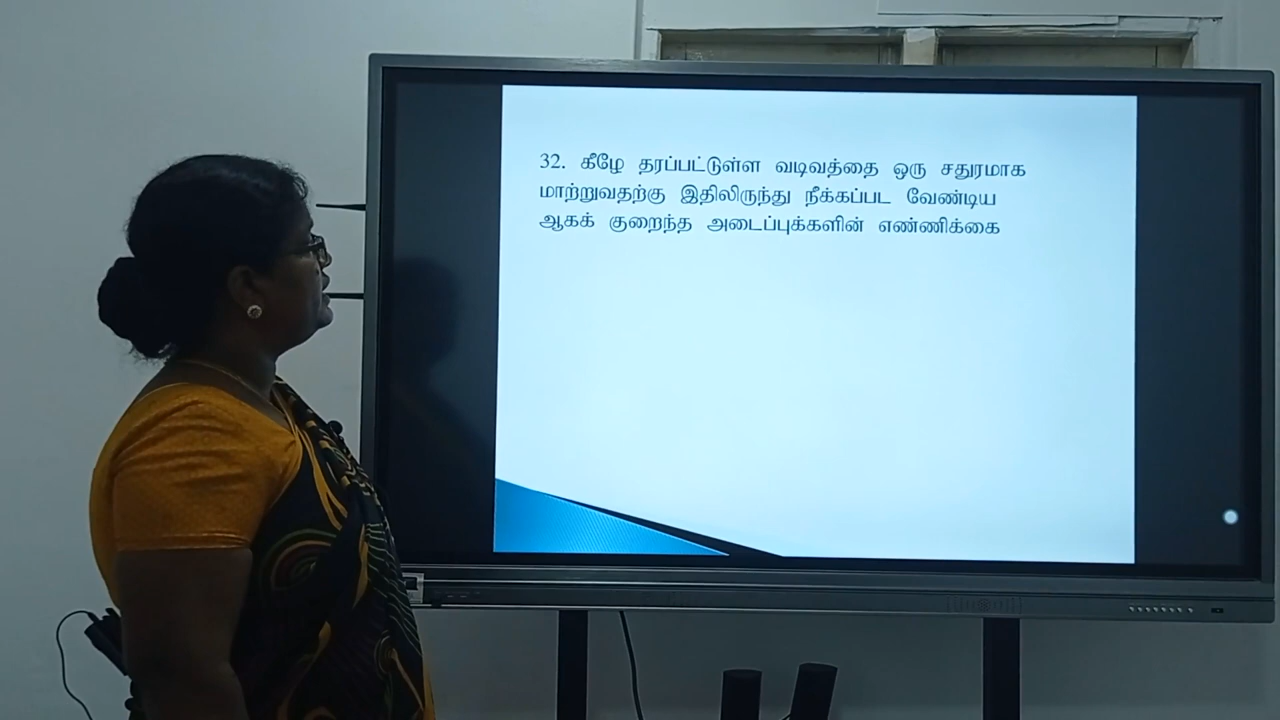 32. கீழே தரப்பட்டுள்ள வடிவத்தை ஒரு சதுரமாக
மாற்றுவதற்கு இதிலிருந்து நீக்கப்பட வேண்டிய
ஆகக் குறைந்த அடைப்புக்களின் எண்ணிக்கை